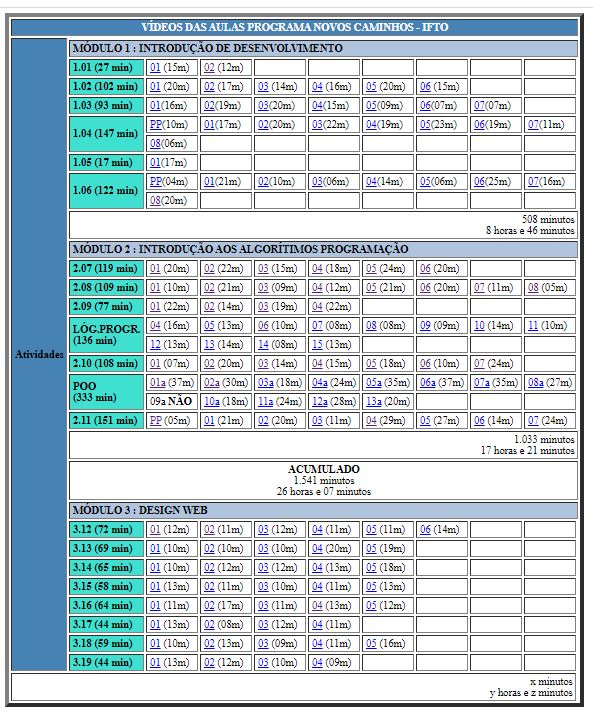 VÍDEOS DAS AULAS PROGRAMA NOVOS CAMINHOS - IFTO
Atividades
MÓDULO 1 : INTRODUÇÃO DE DESENVOLVIMENTO
1.01 (27 min) 01 (15m) 02 (12m)
1.02 (102 min) 01 (20m) 02 (17m) 03 (14m) 04 (16m) 05 (20m) 06 (15m)
1.03 (93 min) 01(16m) 02(19m) 03(20m) 04(15m) 05(09m) 06(07m) 07(07m)
1.04 (147 min) PP(10m) 01(17m) 02(20m) 03(22m) 04(19m) 05(23m) 06(19m) 07(11m)
08(06m)
1.05 (17 min) 01(17m)
1.06 (122 min) PP(04m) 01(21m) 02(10m) 03(06m) 04(14m) 05(06m) 06(25m) 07(16m)
08(20m)
508 minutos
8 horas e 46 minutos
MÓDULO 2 : INTRODUÇÃO AOS ALGORÍTIMOS PROGRAMAÇÃO
2.07 (119 min) 01 (20m) 02 (22m) 03 (15m) 04 (18m) 05 (24m) 06 (20m)
2.08 (109 min) 01 (10m) 02 (21m) 03 (09m) 04 (12m) 05 (21m) 06 (20m) 07 (11m) 08 (05m)
2.09 (77 min) 01 (22m) 02 (14m) 03 (19m) 04 (22m)
LÓG.PROGR. (136 min) 04 (16m) 05 (13m) 06 (10m) 07 (08m) 08 (08m) 09 (09m) 10 (14m) 11 (10m)
12 (13m) 13 (14m) 14 (08m) 15 (13m)
2.10 (108 min) 01 (07m) 02 (20m) 03 (14m) 04 (15m) 05 (18m) 06 (10m) 07 (24m)
POO (333 min) 01a (37m) 02a (30m) 03a (18m) 04a (24m) 05a (35m) 06a (37m) 07a (35m) 08a (27m)
09a NÃO 10a (18m) 11a (24m) 12a (28m) 13a (20m)
2.11 (151 min) PP (05m) 01 (21m) 02 (20m) 03 (11m) 04 (29m) 05 (27m) 06 (14m) 07 (24m)
1.033 minutos
17 horas e 21 minutos
ACUMULADO
1.541 minutos
26 horas e 07 minutos
MÓDULO 3 : DESIGN WEB
3.12 (72 min) 01 (12m) 02 (11m) 03 (12m) 04 (11m) 05 (11m) 06 (14m)
3.13 (69 min) 01 (10m) 02 (10m) 03 (10m) 04 (20m) 05 (19m)
3.14 (65 min) 01 (10m) 02 (12m) 03 (12m) 04 (13m) 05 (18m)
3.15 (58 min) 01 (13m) 02 (11m) 03 (10m) 04 (11m) 05 (13m)
3.16 (64 min) 01 (11m) 02 (17m) 03 (11m) 04 (13m) 05 (12m)
3.17 (44 min) 01 (13m) 02 (08m) 03 (12m) 04 (11m)
3.18 (59 min) 01 (10m) 02 (13m) 03 (09m) 04 (11m) 05 (16m)
3.19 (44 min) 01 (13m) 02 (12m) 03 (10m) 04 (09m)
x minutos
y horas e z minutos